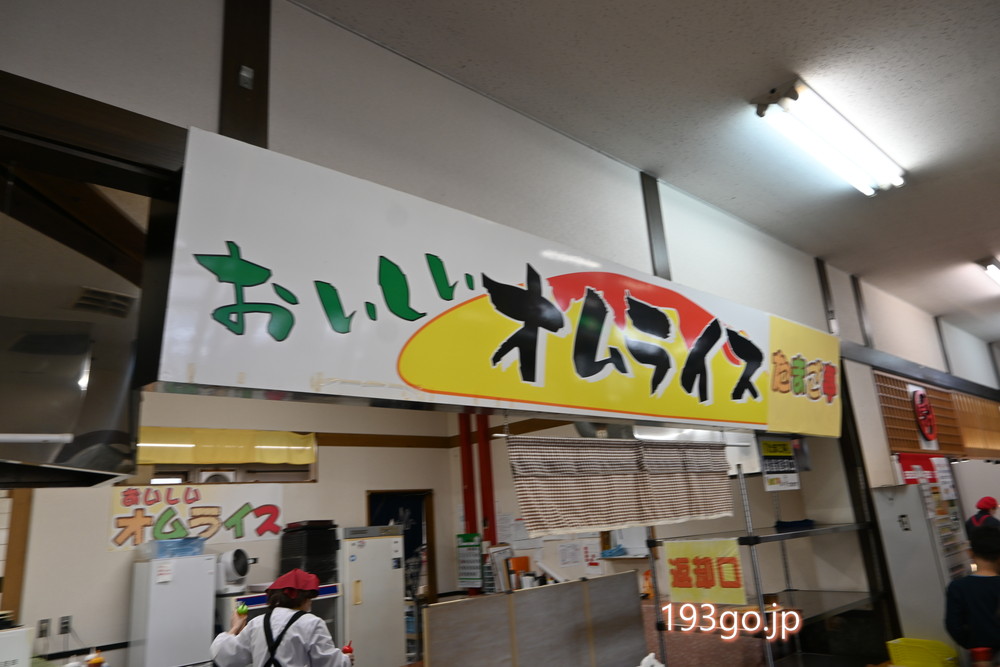 おいしい オムライス たまご亭
おいしい
オムライス
返却口
193go.jp